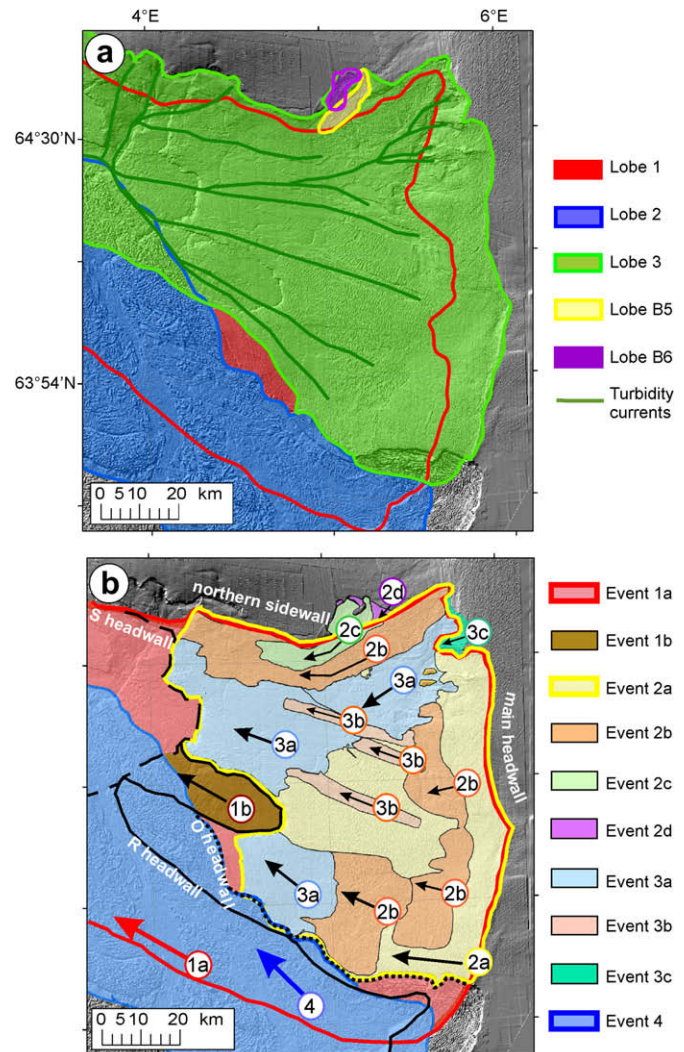 4°E
6°E
a
64°30'N
63°54'N
0 5 10 20 km
Lobe 1
Lobe 2
Lobe 3
Lobe B5
Lobe B6
Turbidity
currents
b
northern sidewall
2d
S headwall
2c
2b
3c
3a
3b
3a
3b
main headwall
2b
1b
3b
O headwall
R headwall
3a
2b
2b
2a
1a
4
0 5 10 20 km
Event 1a
Event 1b
Event 2a
Event 2b
Event 2c
Event 2d
Event 3a
Event 3b
Event 3c
Event 4